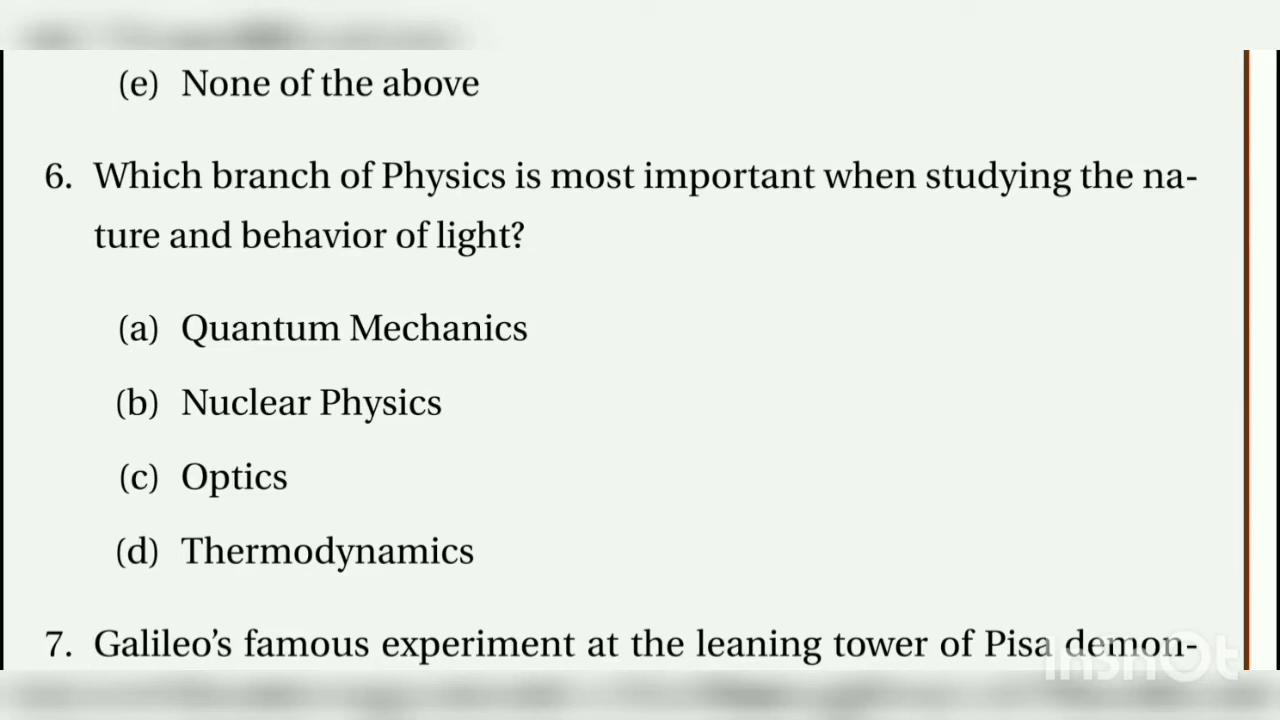 (e) None of the above
6. Which branch of Physics is most important when studying the na-
ture and behavior of light?
(a) Quantum Mechanics
(b) Nuclear Physics
(c) Optics
(d) Thermodynamics
7. Galileo’s famous experiment at the leaning tower of Pisa demon-
InShOt